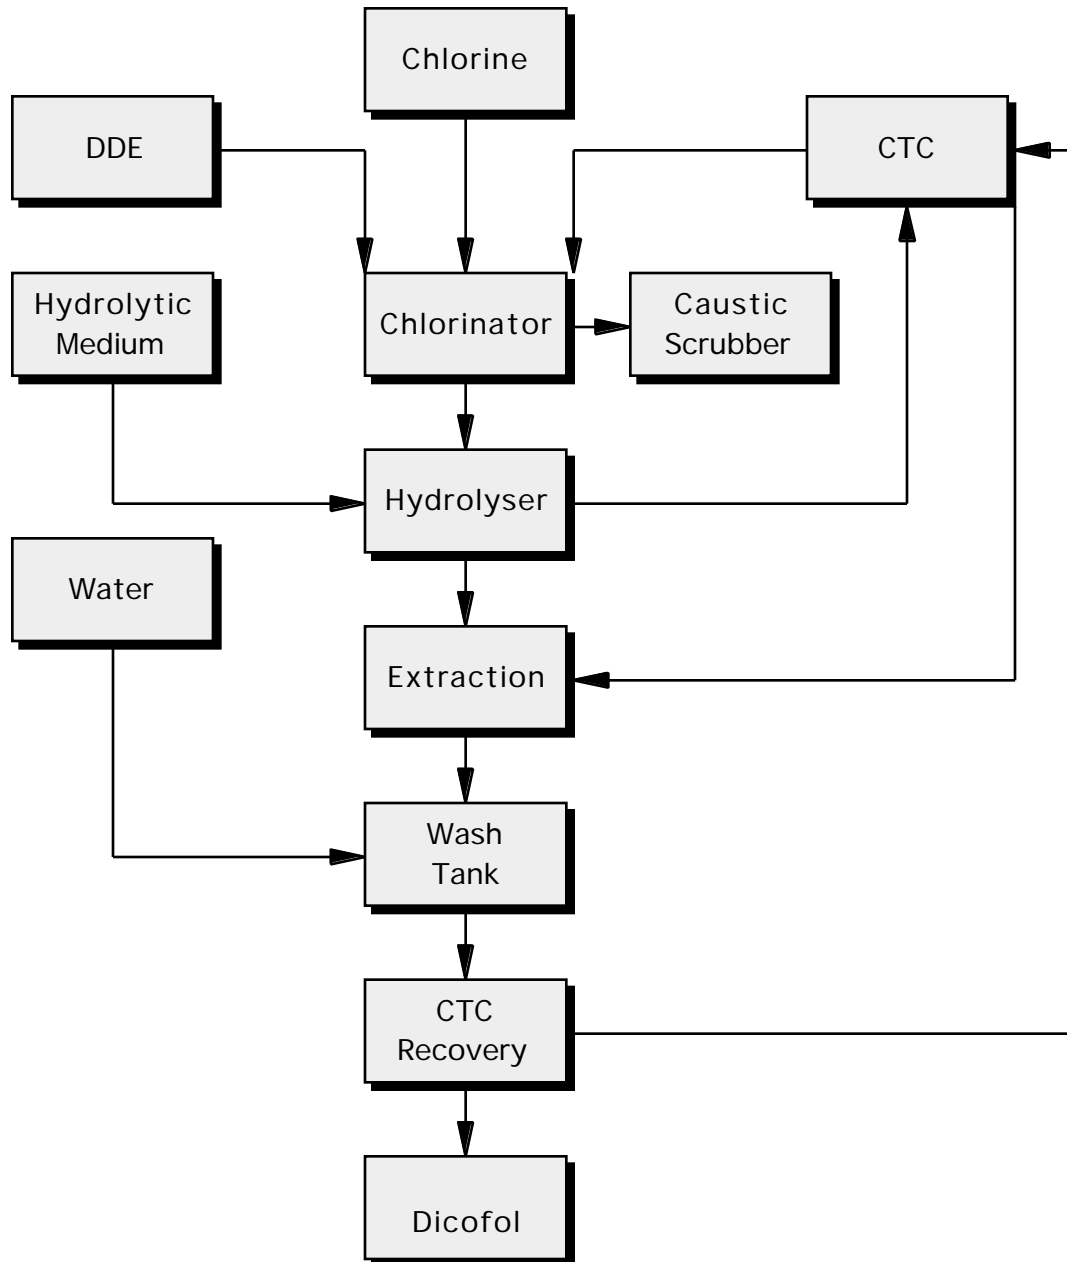 Chlorine
DDE
CTC
Hydrolytic
Medium
Chlorinator
Caustic
Scrubber
Hydrolyser
Water
Extraction
Wash
Tank
CTC
Recovery
Dicofol